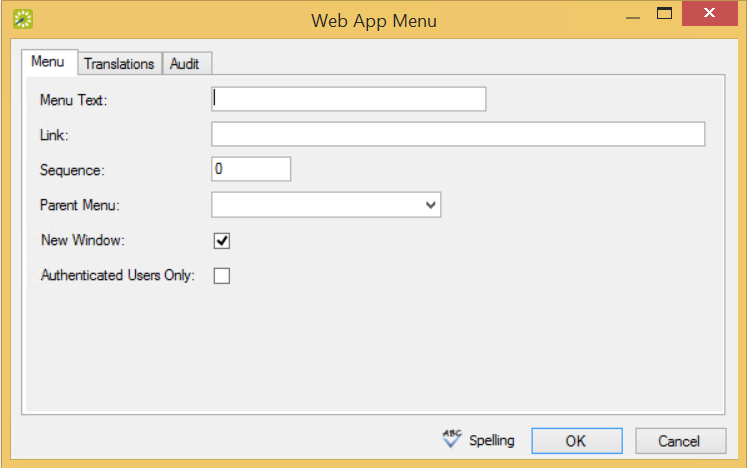 Web App Menu
Menu Translations Audit
Menu Text:
Link:
Sequence: 0
Parent Menu:
New Window:
Authenticated Users Only:
ABC Spelling OK Cancel